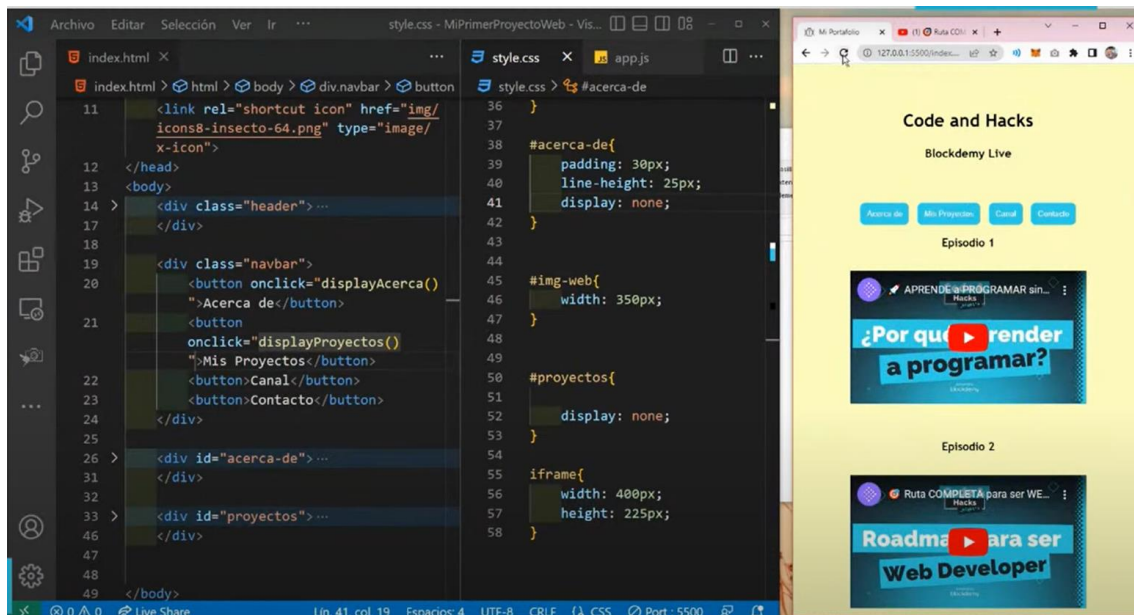 Archivo Editar Selección Ver Ir ··· style.css - MiPrimerProyectoWeb - Vis...
index.html
index.html > html > body > div.navbar > button
11 <link rel="shortcut icon" href="img/
icons8-insecto-64.png" type="image/
x-icon">
12 </head>
13 <body>
14 <div class="header">···
17 </div>
18
19 <div class="navbar">
20 <button onclick="displayAcerca()
">Acerca de</button>
21 <button
onclick="displayProyectos()
">Mis Proyectos</button>
22 <button>Canal</button>
23 <button>Contacto</button>
24 </div>
25
26 <div id="acerca-de">···
31 </div>
32
33 <div id="proyectos">···
46 </div>
47
48
49 </body>
style.css app.js
style.css > #acerca-de
36 }
37
38 #acerca-de{
39 padding: 30px;
40 line-height: 25px;
41 display: none;
42 }
43
44
45 #img-web{
46 width: 350px;
47 }
48
49
50 #proyectos{
51
52 display: none;
53 }
54
55 iframe{
56 width: 400px;
57 height: 225px;
58 }
0 0 Live Share Lín. 41, col. 19 Espacios: 4 UTF-8 CRLF CSS Port : 5500
Mi Portafolio (1) Ruta COM
127.0.0.1:5500/index...
Code and Hacks
Blockdemy Live
Acerca de Mis Proyectos Canal Contacto
Episodio 1
APRENDE a PROGRAMAR sin...
Hacks
¿Por qué render
a programar?
Episodio 2
Ruta COMPLETA para ser WE...
Hacks
Roadma ara ser
Web Developer